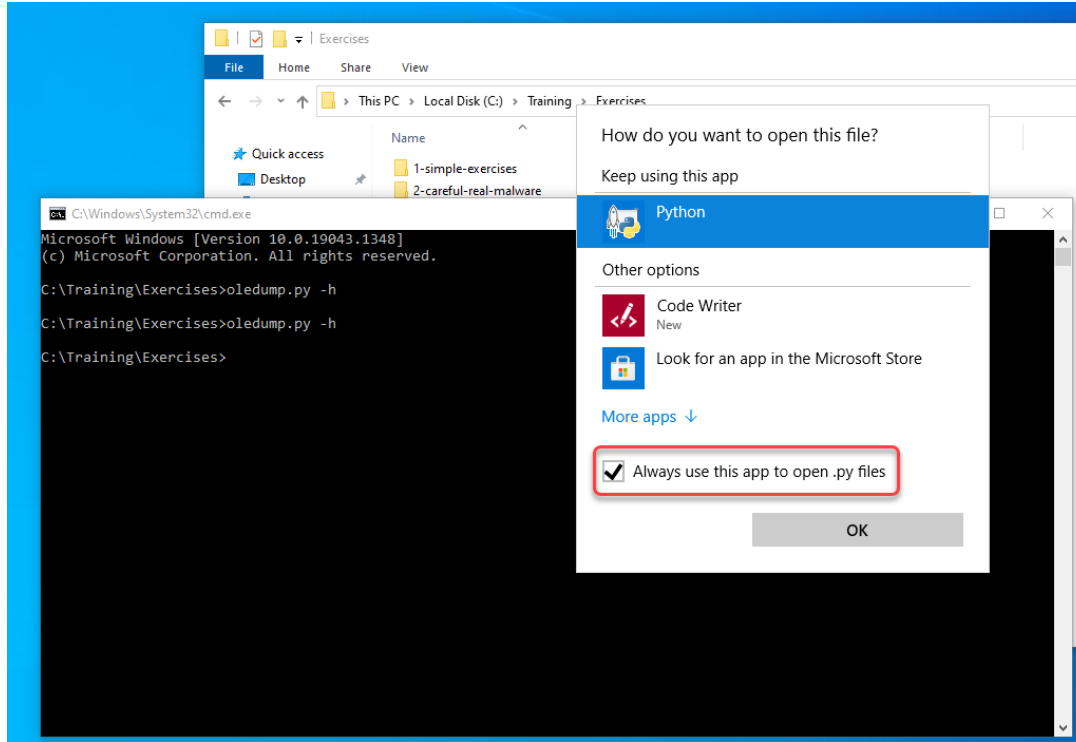 Exercises
File Home Share View
This PC > Local Disk (C:) > Training > Exercises
Name
Quick access
1-simple-exercises
Desktop
2-careful-real-malware
C:\Windows\System32\cmd.exe
Microsoft Windows [Version 10.0.19043.1348]
(c) Microsoft Corporation. All rights reserved.
C:\Training\Exercises>oledump.py -h
C:\Training\Exercises>oledump.py -h
C:\Training\Exercises>
How do you want to open this file?
Keep using this app
Python
Other options
Code Writer
New
Look for an app in the Microsoft Store
More apps ↓
Always use this app to open .py files
OK